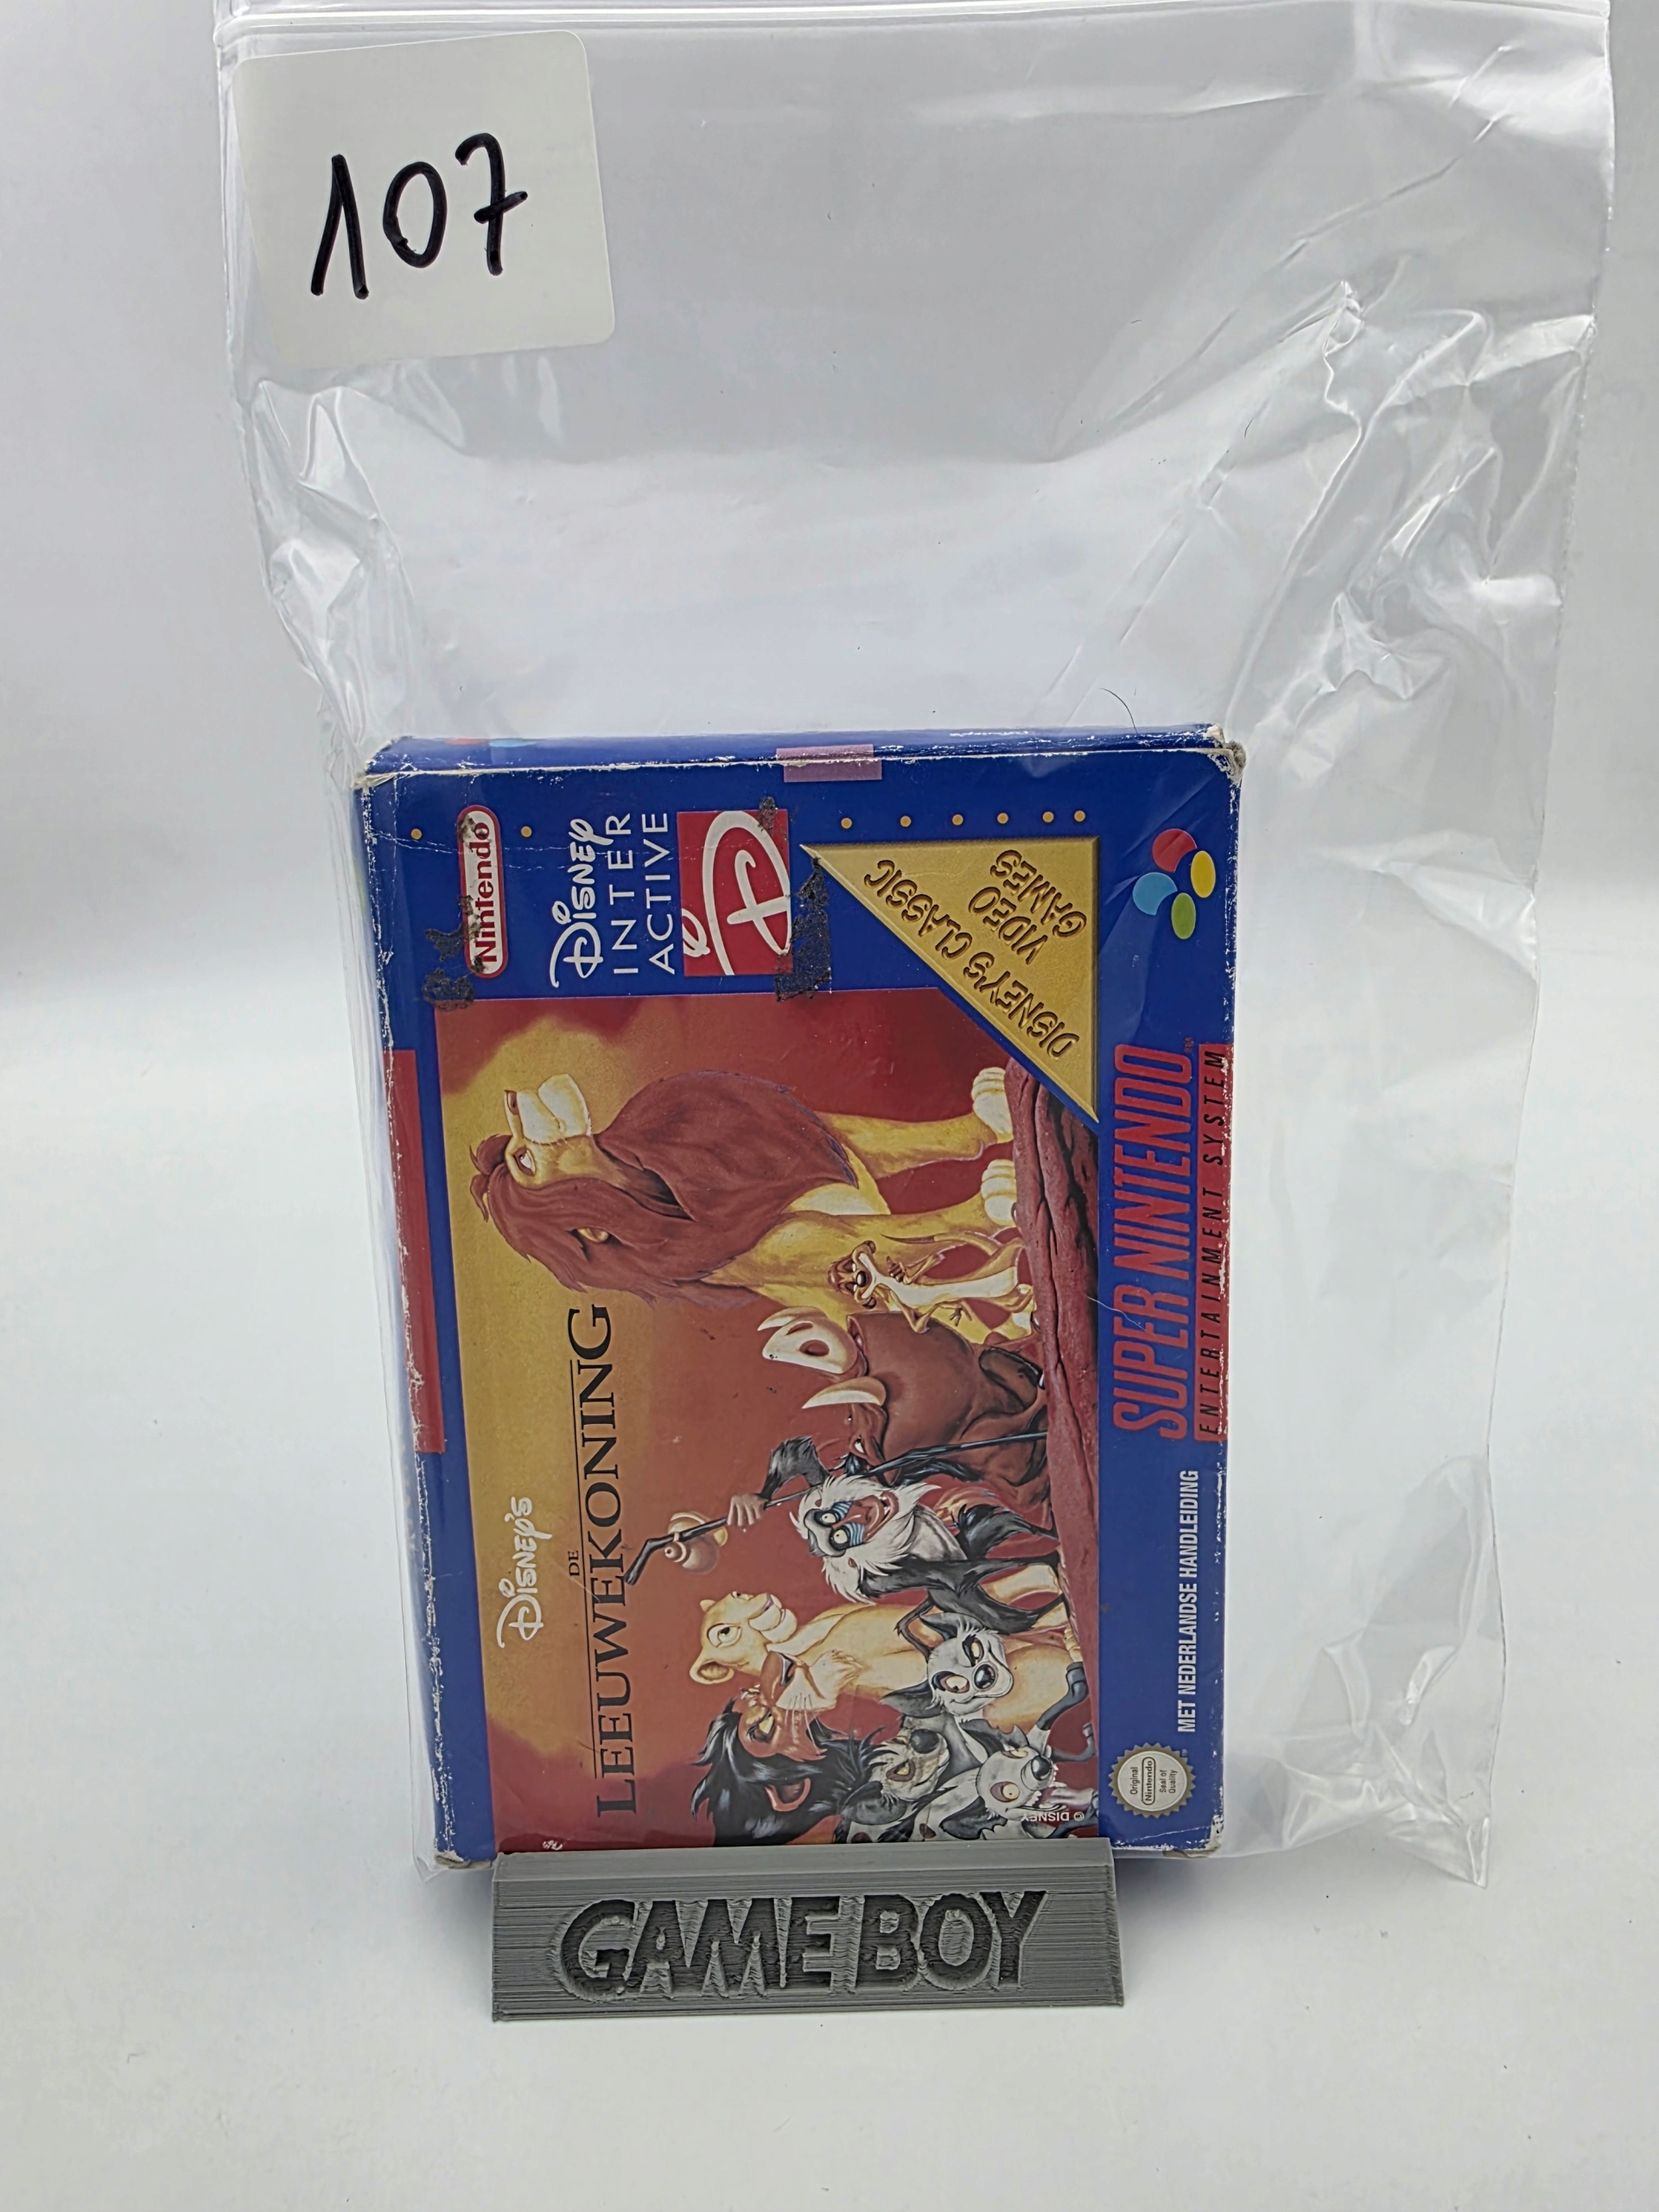 107
Nintendo
DISNEY
INTER
ACTIVE
DISNEY'S CLASSIC
VIDEO
GAMES
DISNEY'S
DE
LEEUWEKONING
© DISNEY
SUPER NINTENDO
ENTERTAINMENT SYSTEM
MET NEDERLANDSE HANDLEIDING
Original
Nintendo
Seal of
Quality
GAME BOY